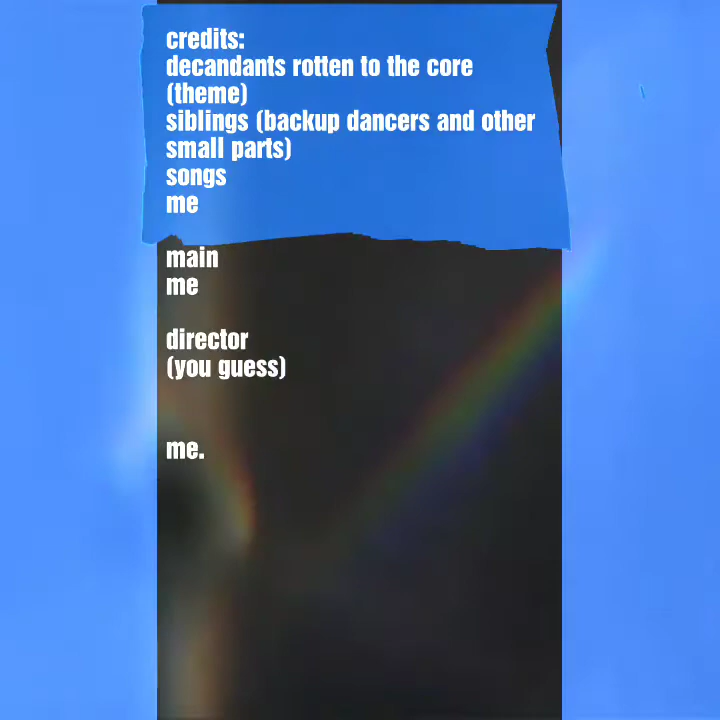 credits:
decandants rotten to the core
(theme)
siblings (backup dancers and other
small parts)
songs
me
main
me
director
(you guess)
me.